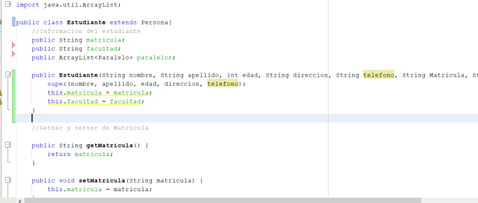 import java.util.ArrayList;
public class Estudiante extends Persona{
//Informacion del estudiante
public String matricula;
public String facultad;
public ArrayList<Paralelo> paralelos;
public Estudiante(String nombre, String apellido, int edad, String direccion, String telefono, String Matricula, St
super(nombre, apellido, edad, direccion, telefono);
this.matricula = matricula;
this.facultad = facultad;
}
//Getter y setter de Matricula
public String getMatricula() {
return matricula;
}
public void setMatricula(String matricula) {
this.matricula = matricula;